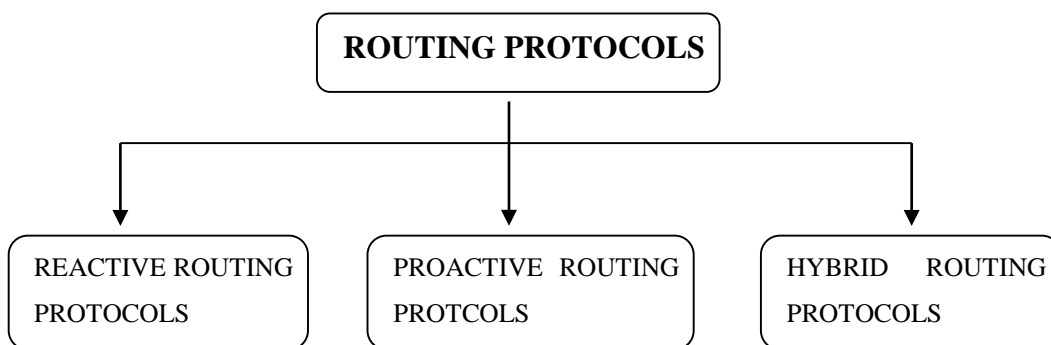 ROUTING PROTOCOLS
REACTIVE ROUTING
PROTOCOLS
PROACTIVE ROUTING
PROTCOLS
HYBRID ROUTING
PROTOCOLS